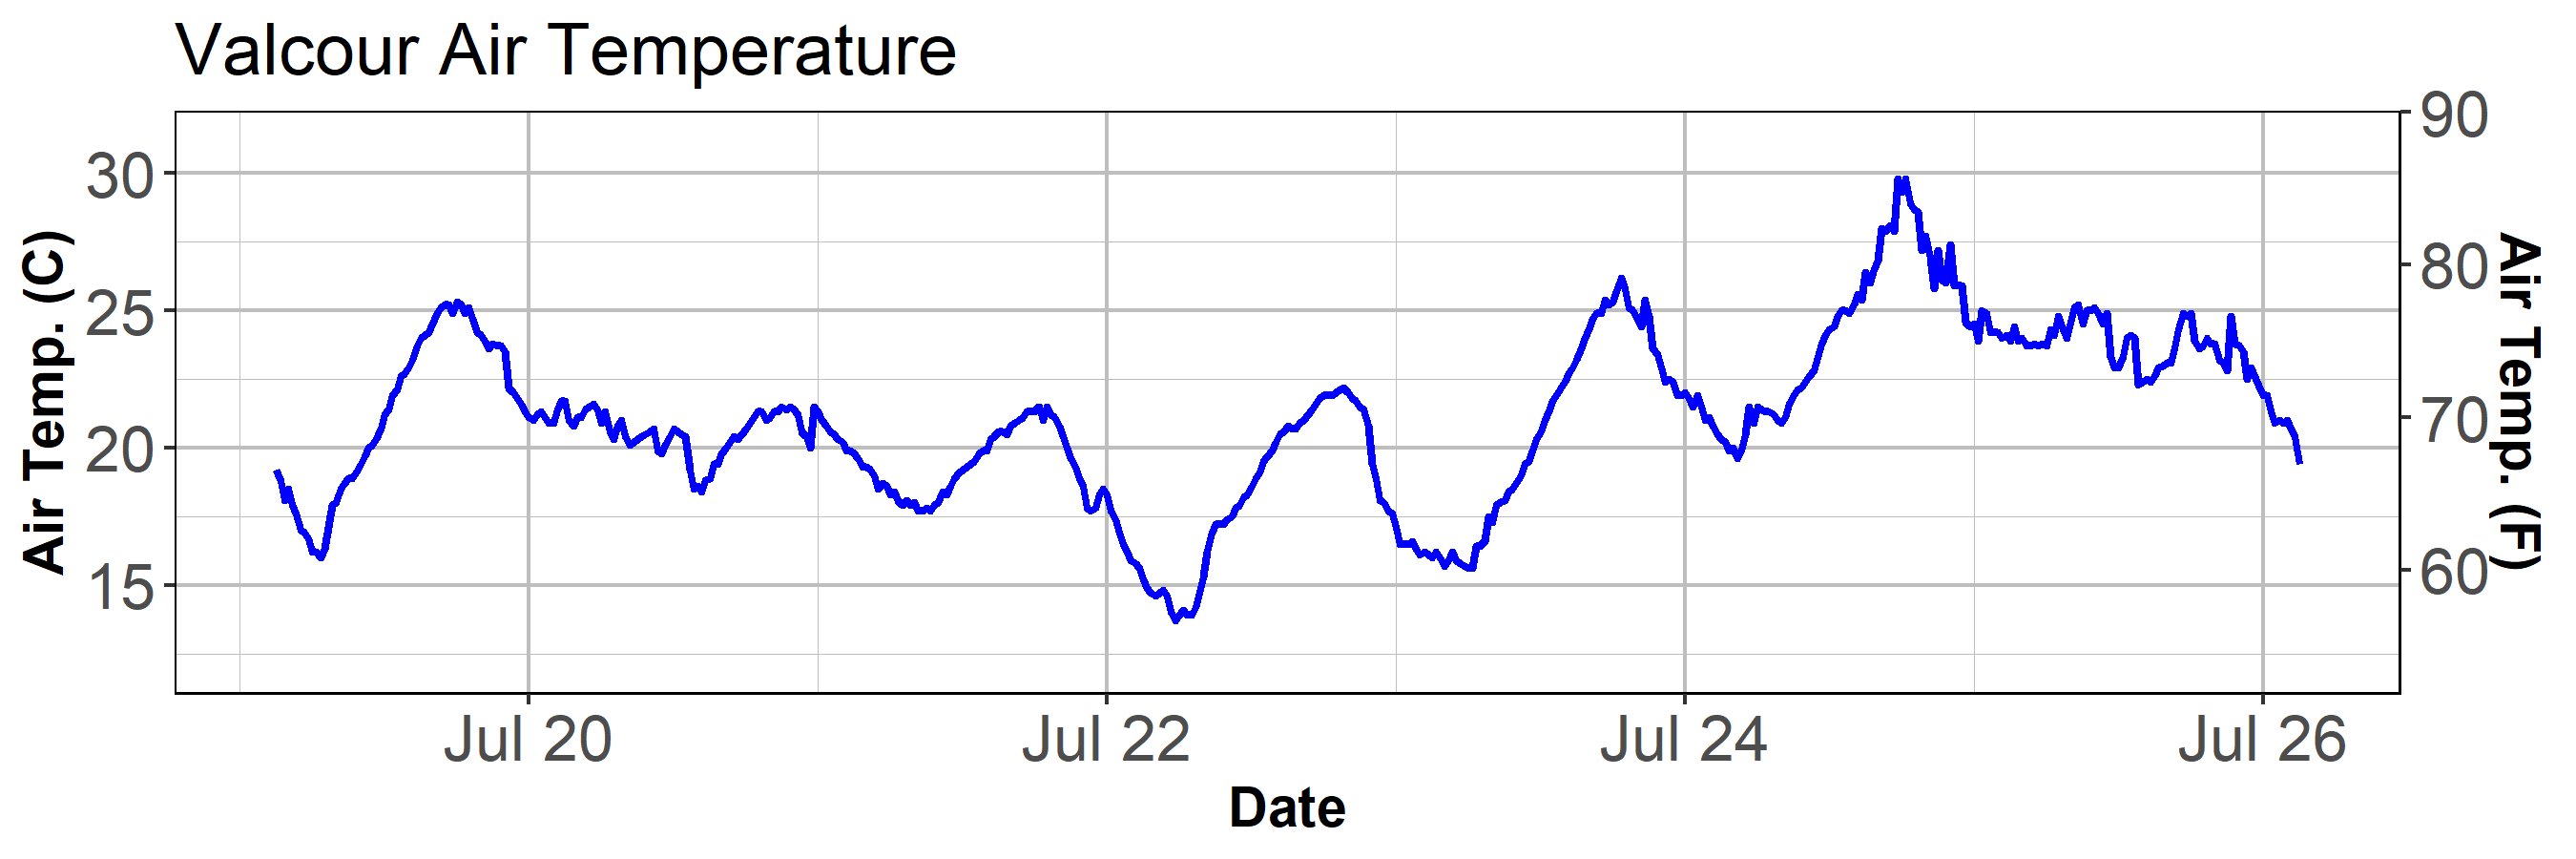 Valcour Air Temperature
90
30
80
25
70
20
60
15
Air Temp. (C)
Air Temp. (F)
Jul 20
Jul 22
Jul 24
Jul 26
Date